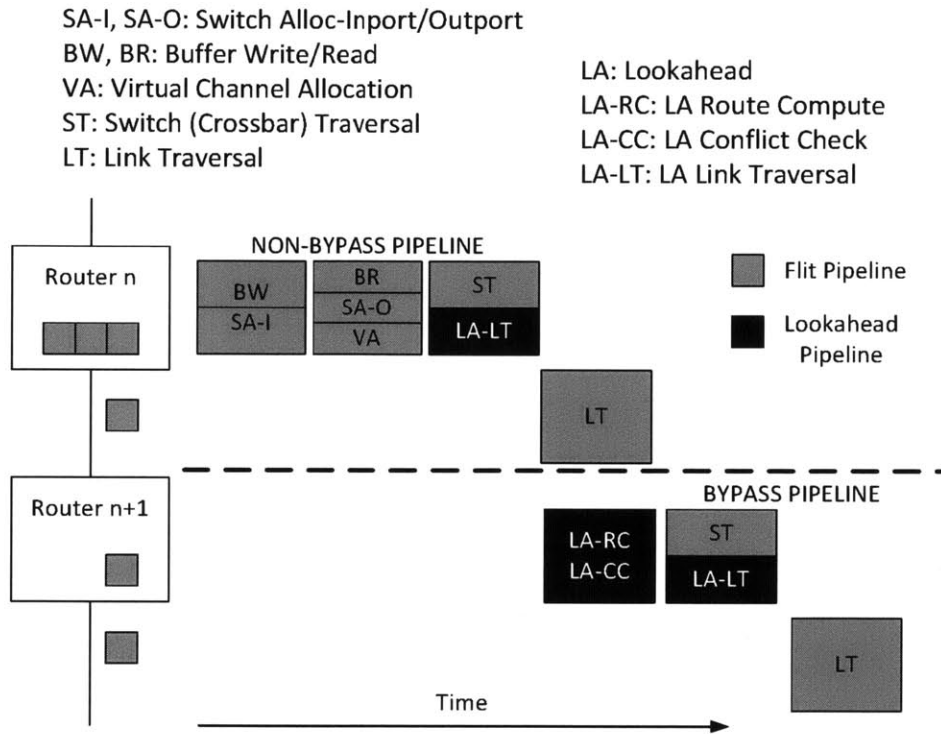 SA-I, SA-O: Switch Alloc-Inport/Outport
BW, BR: Buffer Write/Read
VA: Virtual Channel Allocation
ST: Switch (Crossbar) Traversal
LT: Link Traversal
LA: Lookahead
LA-RC: LA Route Compute
LA-CC: LA Conflict Check
LA-LT: LA Link Traversal
NON-BYPASS PIPELINE
Router n
BW
SA-I
BR
SA-O
VA
ST
LA-LT
Flit Pipeline
Lookahead
Pipeline
LT
BYPASS PIPELINE
Router n+1
LA-RC
LA-CC
ST
LA-LT
LT
Time